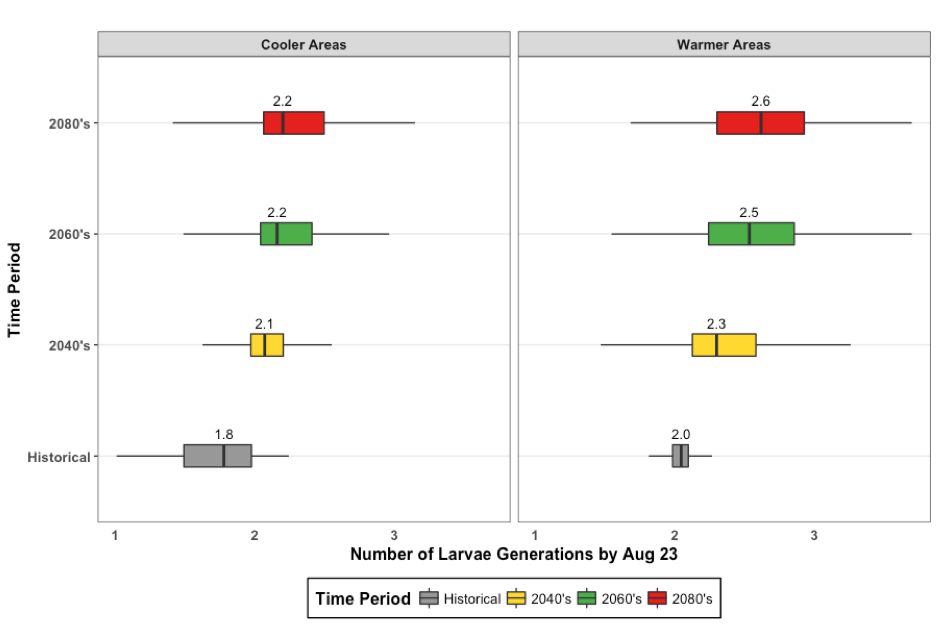 Cooler Areas Warmer Areas
2.2 2.6
2080's
2.2 2.5
2060's
Time Period
2.1 2.3
2040's
1.8 2.0
Historical
1 2 3 1 2 3
Number of Larvae Generations by Aug 23
Time Period Historical 2040's 2060's 2080's